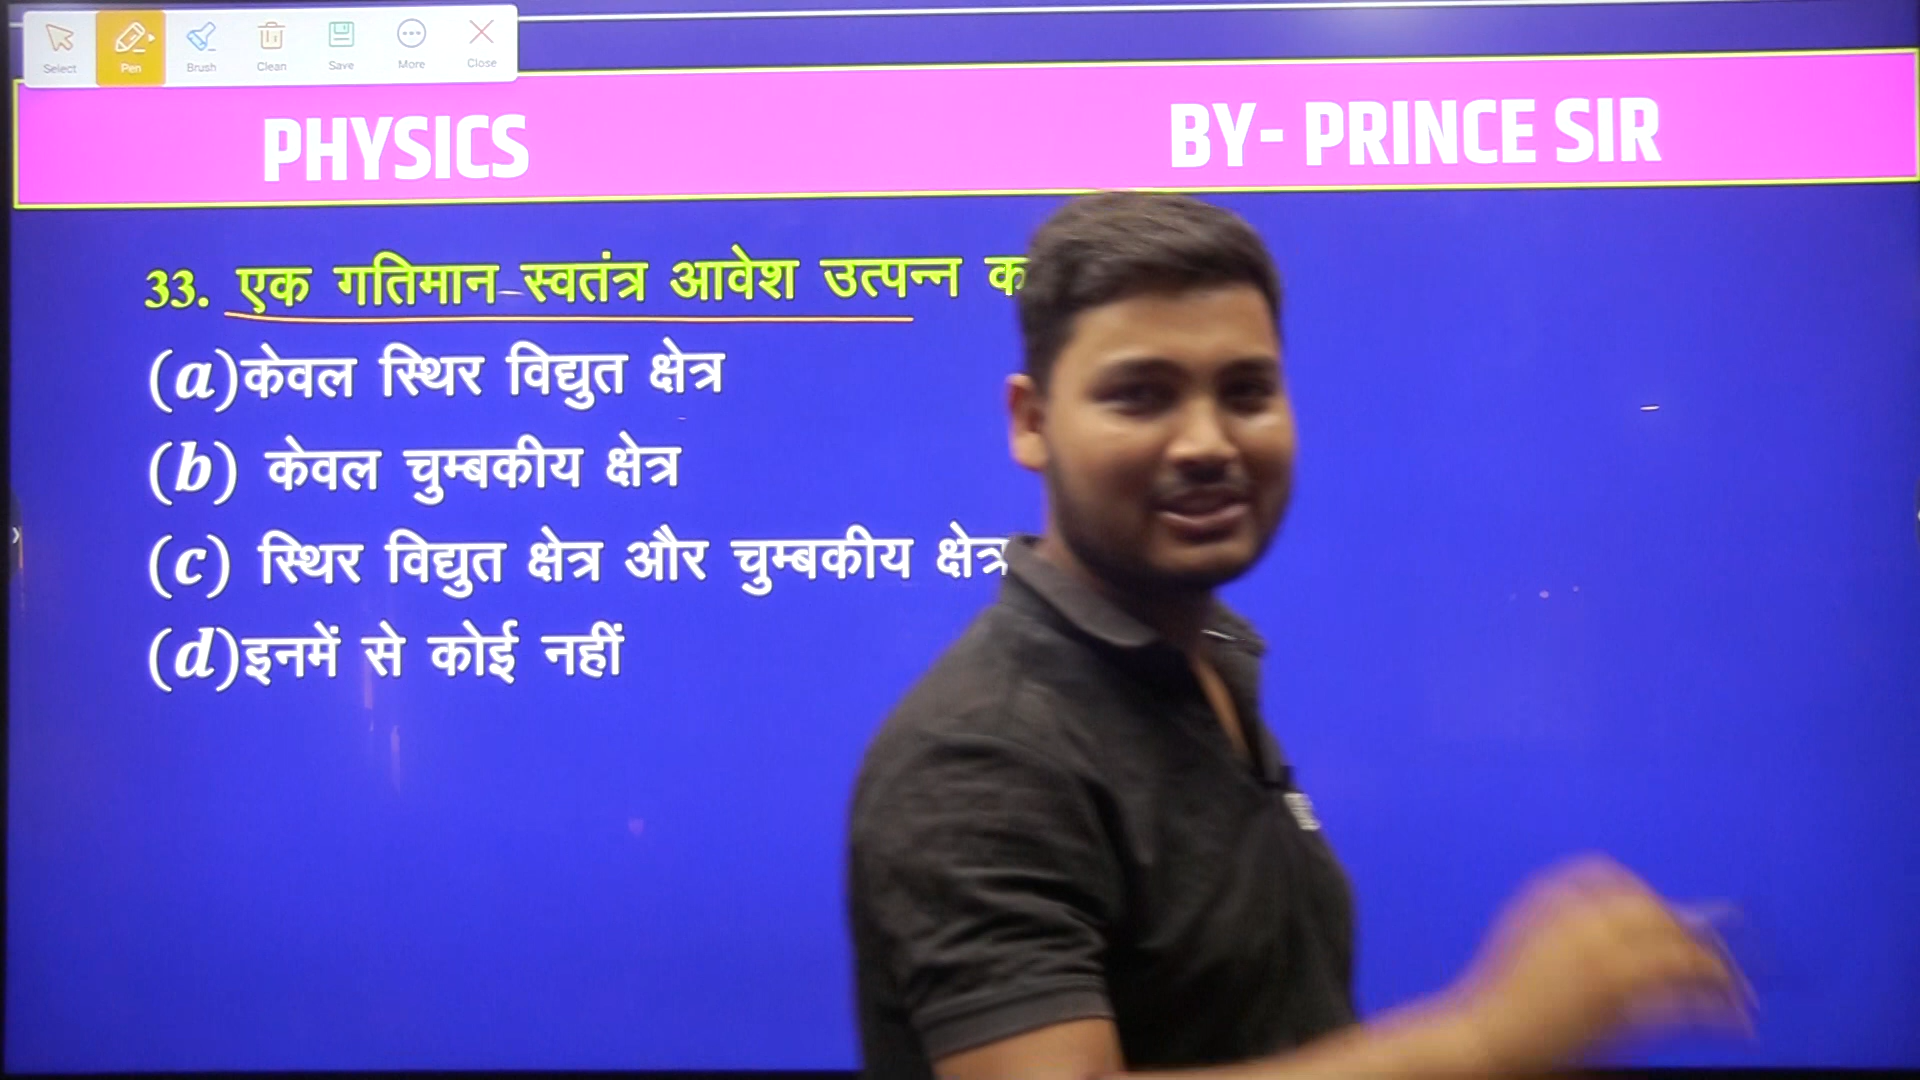 Select Pen Brush Clean Save More Close
PHYSICS BY- PRINCE SIR
33. एक गतिमान स्वतंत्र आवेश उत्पन्न
(a)केवल स्थिर विद्युत क्षेत्र
(b) केवल चुम्बकीय क्षेत्र
(c) स्थिर विद्युत क्षेत्र और चुम्बकीय क्षेत्र
(d)इनमें से कोई नहीं